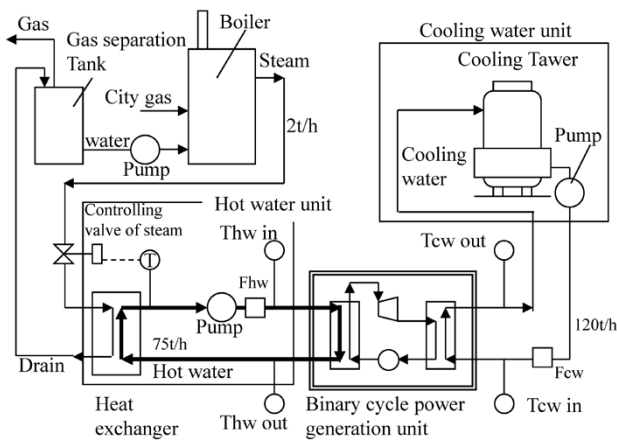 Gas
Gas separation
Tank
Boiler
Steam
City gas
2t/h
water
Pump
Cooling water unit
Cooling Tawer
Pump
Cooling
water
Controlling
valve of steam
Hot water unit
Thw in
Tcw out
T
Fhw
Pump
75t/h
120t/h
Drain
Hot water
Fcw
Heat
exchanger
Thw out
Binary cycle power
generation unit
Tcw in